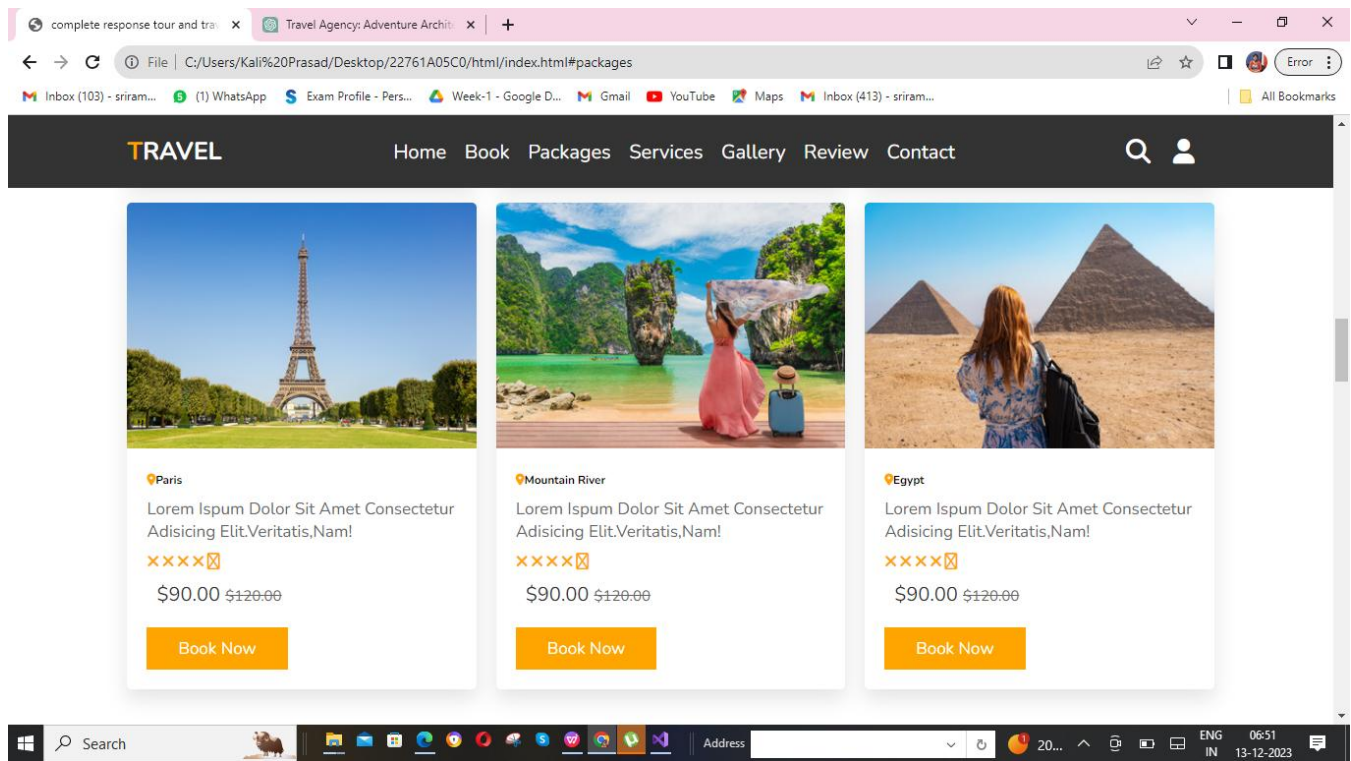 complete response tour and tra
Travel Agency: Adventure Archit
File C:/Users/Kali%20Prasad/Desktop/22761A05C0/html/index.html#packages
Error
Inbox (103) - sriram... (1) WhatsApp Exam Profile - Pers... Week-1 - Google D... Gmail YouTube Maps Inbox (413) - sriram... All Bookmarks
TRAVEL Home Book Packages Services Gallery Review Contact
Paris
Lorem Ispum Dolor Sit Amet Consectetur
Adisicing Elit.Veritatis,Nam!
$90.00 $120.00
Book Now
Mountain River
Lorem Ispum Dolor Sit Amet Consectetur
Adisicing Elit.Veritatis,Nam!
$90.00 $120.00
Book Now
Egypt
Lorem Ispum Dolor Sit Amet Consectetur
Adisicing Elit.Veritatis,Nam!
$90.00 $120.00
Book Now
Search Address 20... ENG 06:51
IN 13-12-2023